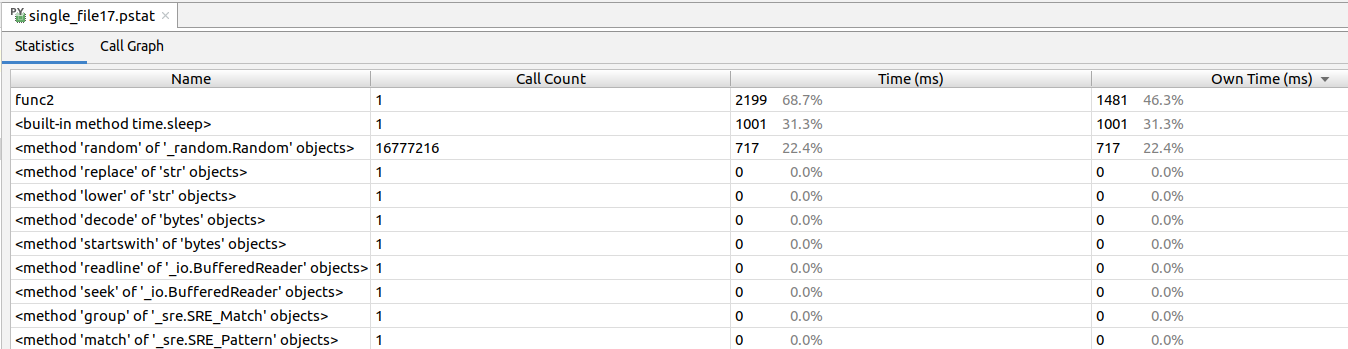 PY single_file17.pstat ×
Statistics Call Graph
Name Call Count Time (ms) Own Time (ms)
func2 1 2199 68.7% 1481 46.3%
<built-in method time.sleep> 1 1001 31.3% 1001 31.3%
<method 'random' of '_random.Random' objects> 16777216 717 22.4% 717 22.4%
<method 'replace' of 'str' objects> 1 0 0.0% 0 0.0%
<method 'lower' of 'str' objects> 1 0 0.0% 0 0.0%
<method 'decode' of 'bytes' objects> 1 0 0.0% 0 0.0%
<method 'startswith' of 'bytes' objects> 1 0 0.0% 0 0.0%
<method 'readline' of '_io.BufferedReader' objects> 1 0 0.0% 0 0.0%
<method 'seek' of '_io.BufferedReader' objects> 1 0 0.0% 0 0.0%
<method 'group' of '_sre.SRE_Match' objects> 1 0 0.0% 0 0.0%
<method 'match' of '_sre.SRE_Pattern' objects> 1 0 0.0% 0 0.0%